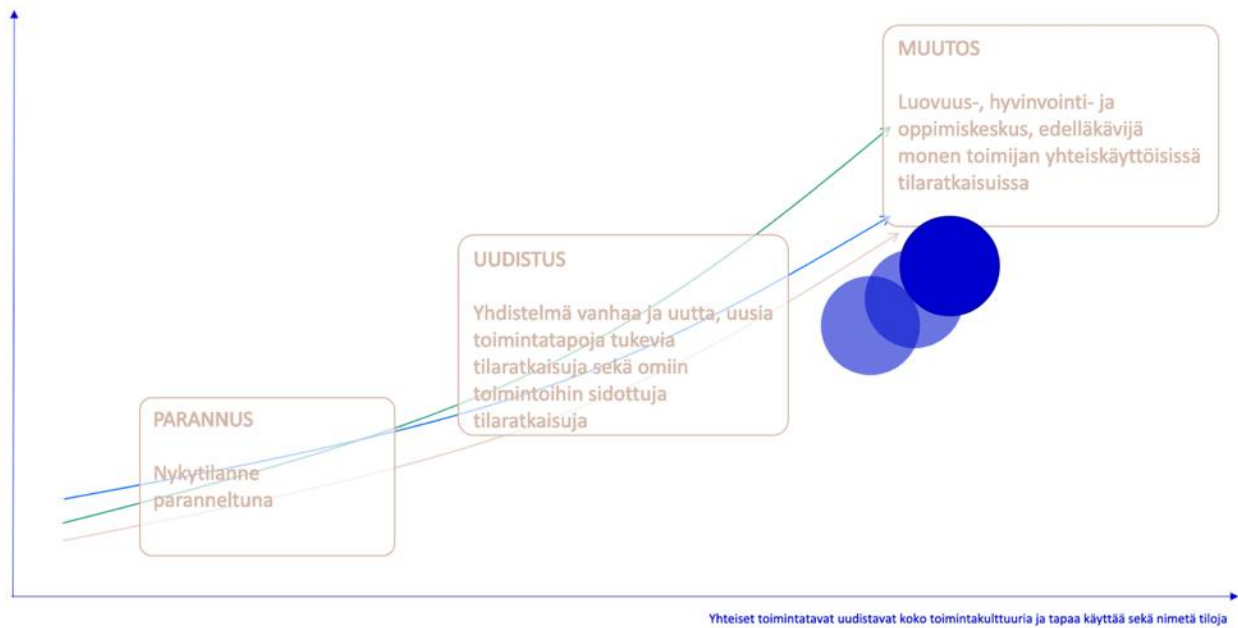 MUUTOS
Luovuus-, hyvinvointi- ja
oppimiskeskus, edelläkävijä
monen toimijan yhteiskäyttöisissä
tilaratkaisuissa
UUDISTUS
Yhdistelmä vanhaa ja uutta, uusia
toimintatapoja tukevia
tilaratkaisuja sekä omiin
toimintoihin sidottuja
tilaratkaisuja
PARANNUS
Nykytilanne
paranneltuna
Yhteiset toimintatavat uudistavat koko toimintakulttuuria ja tapaa käyttää sekä nimetä tiloja